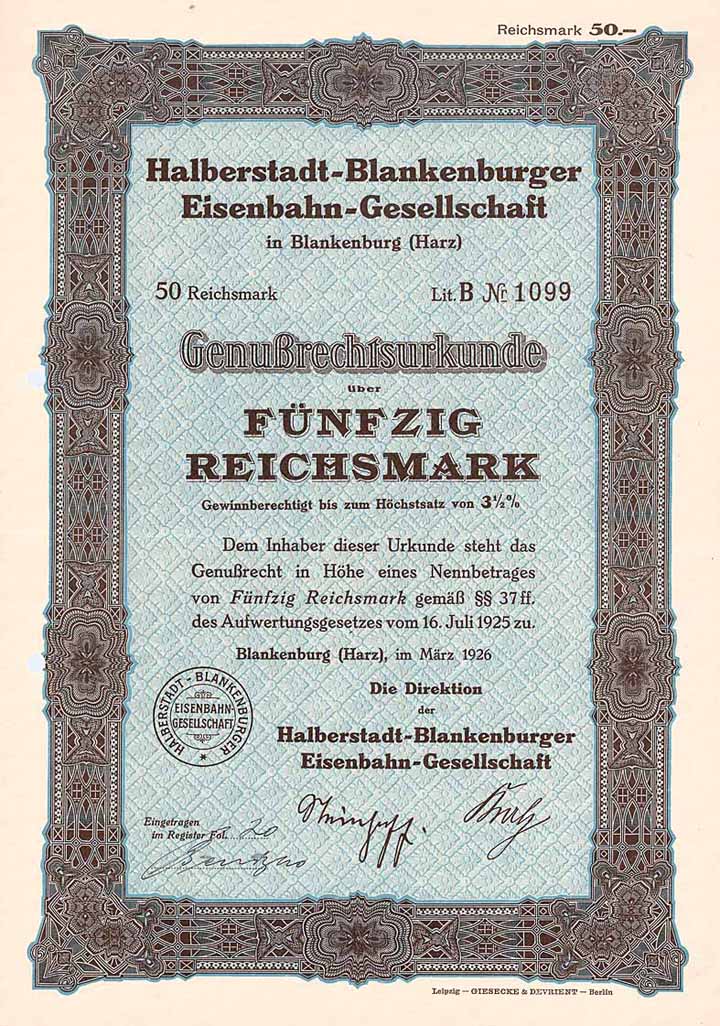 Reichsmark 50.–
Halberstadt-Blankenburger
Eisenbahn-Gesellschaft
in Blankenburg (Harz)
50 Reichsmark Lit. B Nr. 1099
Genußrechtsurkunde
über
FÜNFZIG
REICHSMARK
Gewinnberechtigt bis zum Höchstsatz von 3½%
Dem Inhaber dieser Urkunde steht das
Genußrecht in Höhe eines Nennbetrages
von Fünfzig Reichsmark gemäß §§ 37 ff.
des Aufwertungsgesetzes vom 16. Juli 1925 zu.
Blankenburg (Harz), im März 1926
Die Direktion
der
Halberstadt-Blankenburger
Eisenbahn-Gesellschaft
HALBERSTADT-BLANKENBURGER
EISENBAHN-
GESELLSCHAFT
Eingetragen
im Register Fol. 20
Leipzig – GIESECKE & DEVRIENT – Berlin